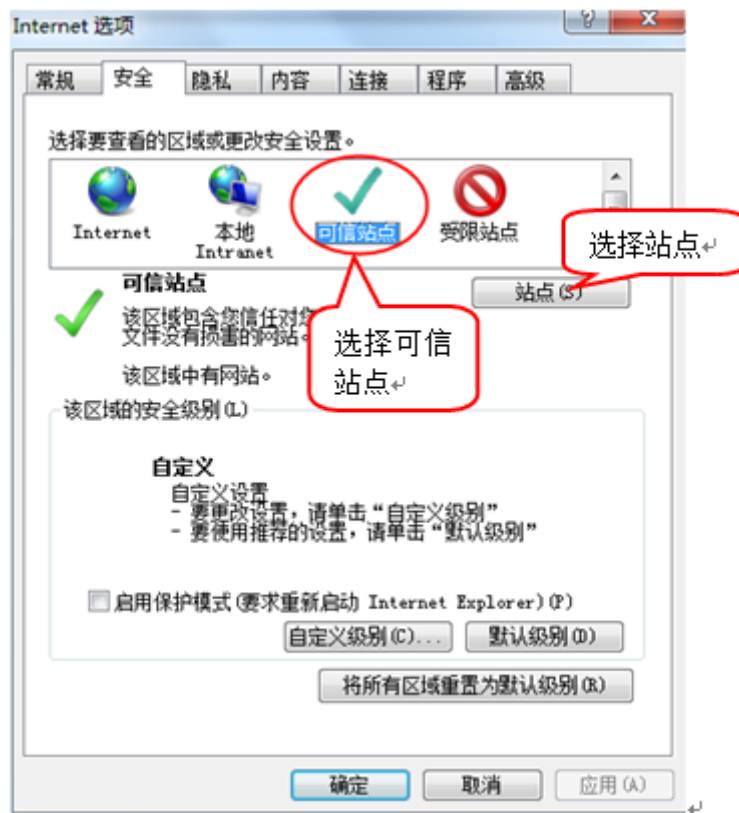 Internet 选项
常规 安全 隐私 内容 连接 程序 高级
选择要查看的区域或更改安全设置。
Internet 本地 可信站点 受限站点
Intranet
选择站点
可信站点
站点(S)
该区域包含您信任对您
文件没有损害的网站。
选择可信
站点
该区域中有网站。
该区域的安全级别(L)
自定义
自定义设置
- 要更改设置，请单击“自定义级别”
- 要使用推荐的设置，请单击“默认级别”
启用保护模式(要求重新启动 Internet Explorer)(P)
自定义级别(C)... 默认级别(D)
将所有区域重置为默认级别(R)
确定 取消 应用(A)